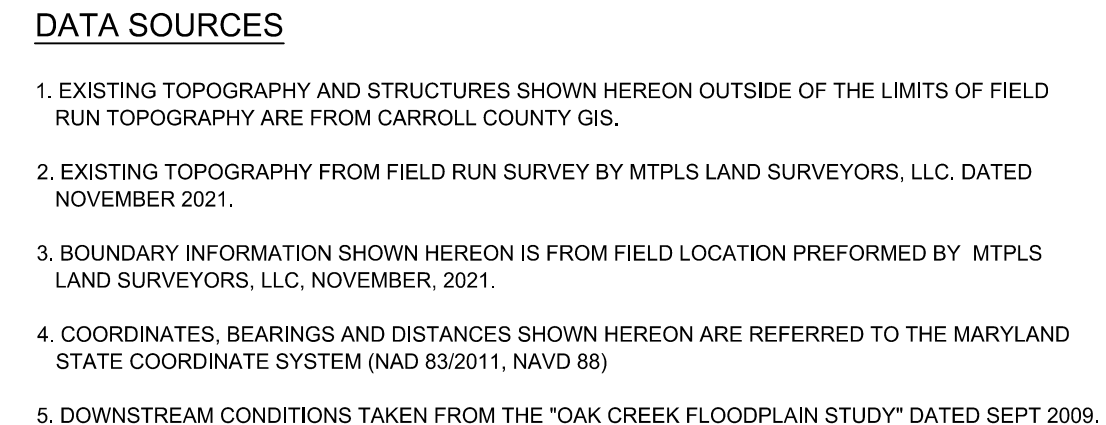 DATA SOURCES
1. EXISTING TOPOGRAPHY AND STRUCTURES SHOWN HEREON OUTSIDE OF THE LIMITS OF FIELD
RUN TOPOGRAPHY ARE FROM CARROLL COUNTY GIS.
2. EXISTING TOPOGRAPHY FROM FIELD RUN SURVEY BY MTPLS LAND SURVEYORS, LLC. DATED
NOVEMBER 2021.
3. BOUNDARY INFORMATION SHOWN HEREON IS FROM FIELD LOCATION PREFORMED BY  MTPLS
LAND SURVEYORS, LLC, NOVEMBER, 2021.
4. COORDINATES, BEARINGS AND DISTANCES SHOWN HEREON ARE REFERRED TO THE MARYLAND
STATE COORDINATE SYSTEM (NAD 83/2011, NAVD 88)
5. DOWNSTREAM CONDITIONS TAKEN FROM THE "OAK CREEK FLOODPLAIN STUDY" DATED SEPT 2009.